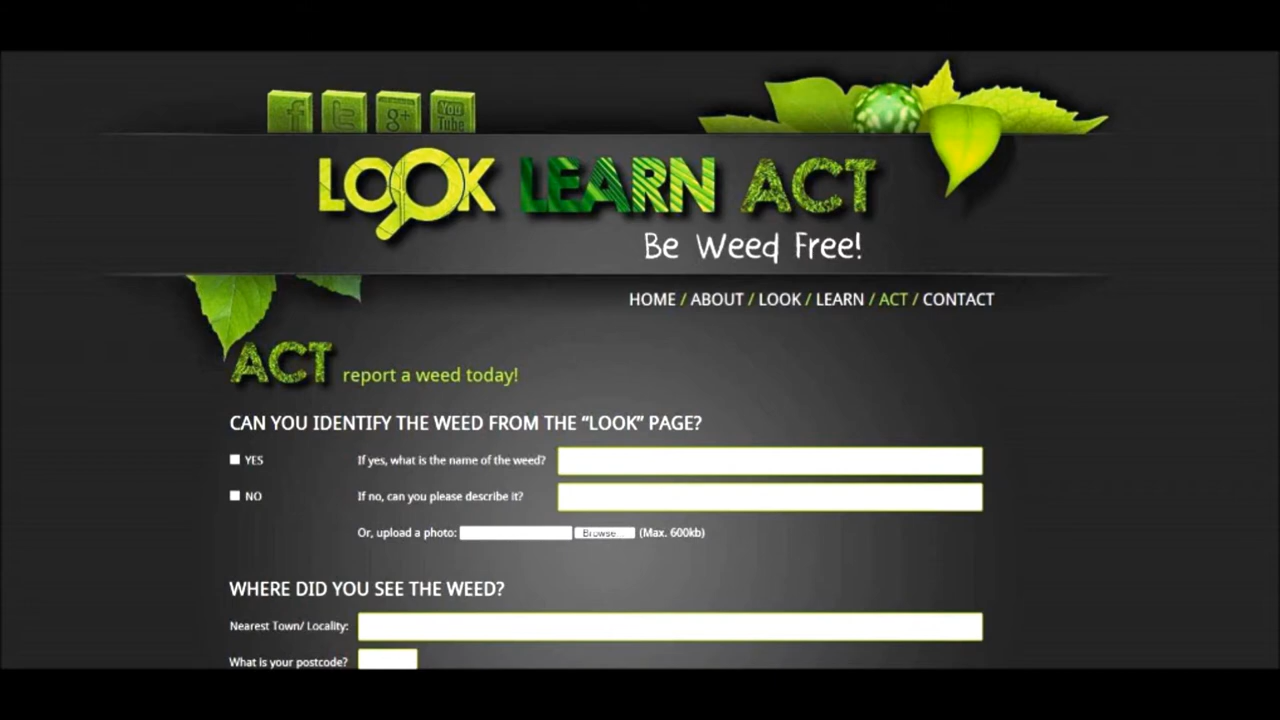 f t g+ You Tube
LOOK LEARN ACT
Be Weed Free!
HOME / ABOUT / LOOK / LEARN / ACT / CONTACT
ACT report a weed today!
CAN YOU IDENTIFY THE WEED FROM THE “LOOK” PAGE?
YES If yes, what is the name of the weed?
NO If no, can you please describe it?
Or, upload a photo: Browse... (Max. 600kb)
WHERE DID YOU SEE THE WEED?
Nearest Town/ Locality:
What is your postcode?